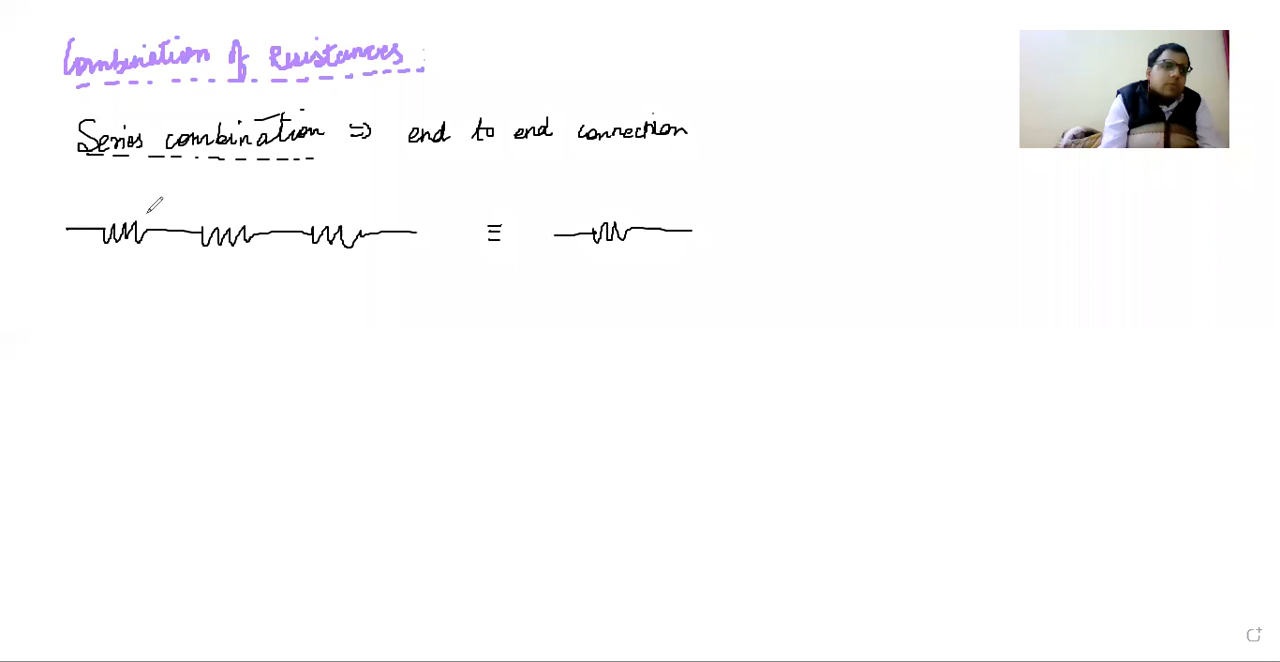 Combination of Resistances
Series combination ⇒ end to end connection
≡